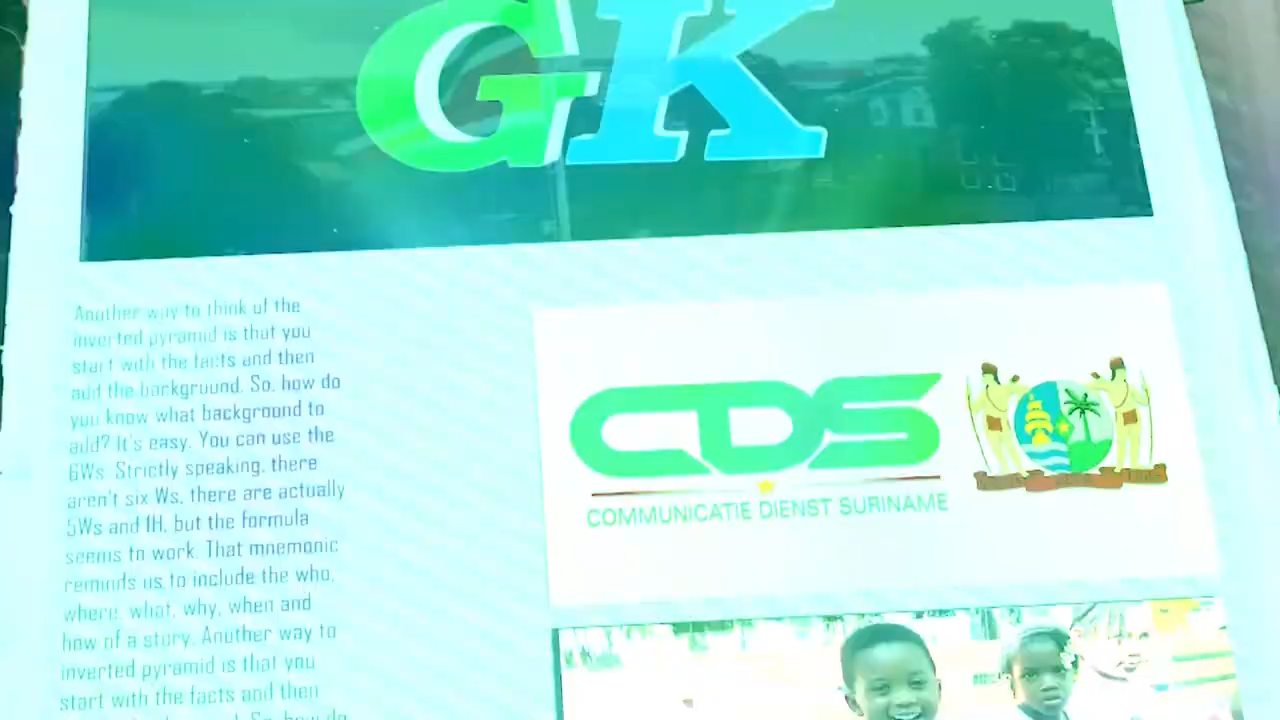 GK
Another way to think of the
inverted pyramid is that you
start with the facts and then
add the background. So, how do
you know what background to
add? It's easy. You can use the
6Ws. Strictly speaking, there
aren't six Ws, there are actually
5Ws and 1H, but the formula
seems to work. That mnemonic
reminds us to include the who,
where, what, why, when and
how of a story. Another way to
inverted pyramid is that you
start with the facts and then
So, how do
CDS
COMMUNICATIE DIENST SURINAME